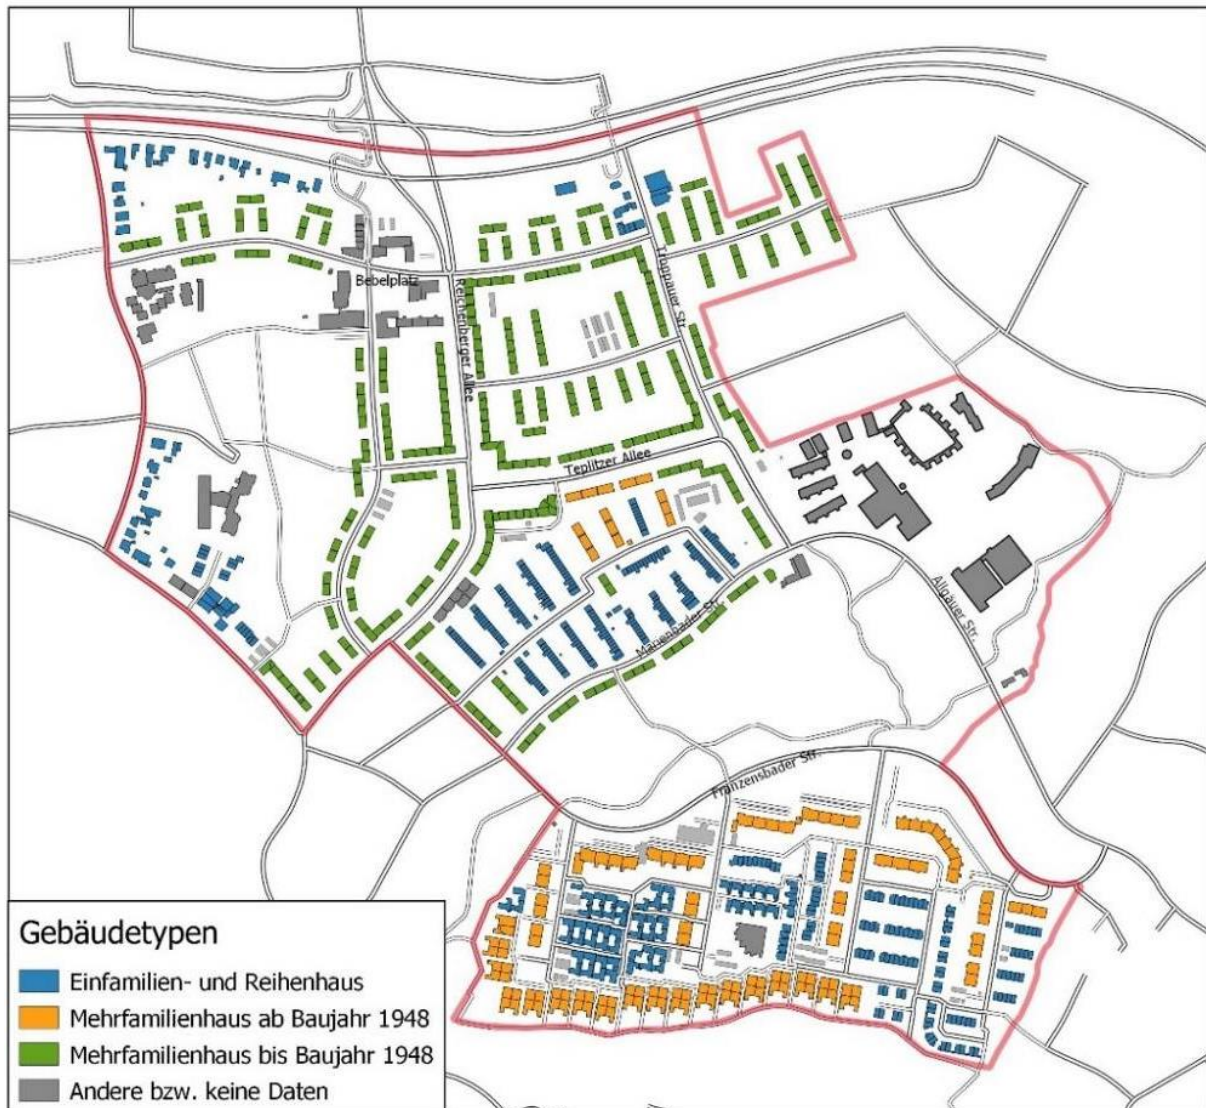 Bebelplatz
Reichenberger Allee
Troppauer Str.
Teplitzer Allee
Allgäuer Str.
Marienbader Str.
Franzensbader Str.
Gebäudetypen
Einfamilien- und Reihenhaus
Mehrfamilienhaus ab Baujahr 1948
Mehrfamilienhaus bis Baujahr 1948
Andere bzw. keine Daten